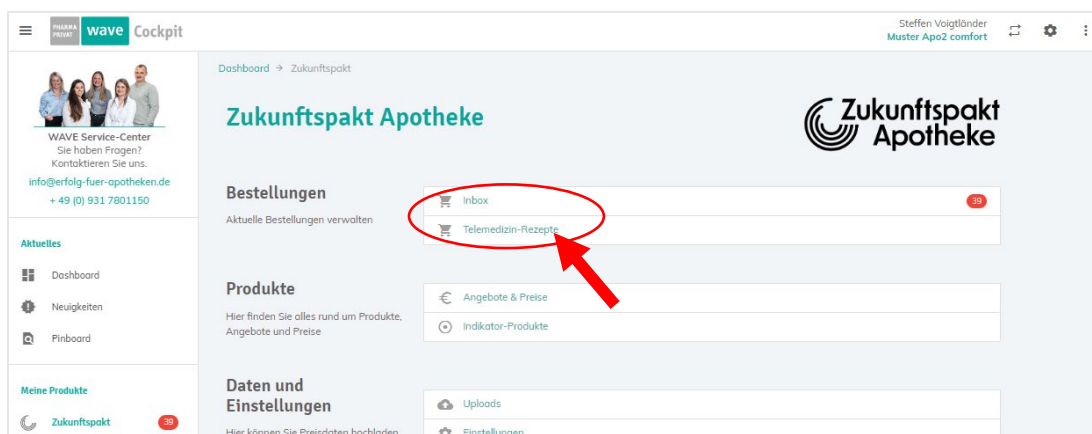 PHARMA PRIVAT wave Cockpit
Steffen Voigtländer
Muster Apo2 comfort
WAVE Service-Center
Sie haben Fragen?
Kontaktieren Sie uns.
info@erfolg-fuer-apotheken.de
+ 49 (0) 931 7801150
Aktuelles
Dashboard
Neuigkeiten
Pinboard
Meine Produkte
Zukunftspakt 39
Dashboard → Zukunftspakt
Zukunftspakt Apotheke
Zukunftspakt
Apotheke
Bestellungen
Aktuelle Bestellungen verwalten
Inbox 39
Telemedizin-Rezepte
Produkte
Hier finden Sie alles rund um Produkte,
Angebote und Preise
Angebote & Preise
Indikator-Produkte
Daten und
Einstellungen
Hier können Sie Preisdaten hochladen
Uploads
Einstellungen